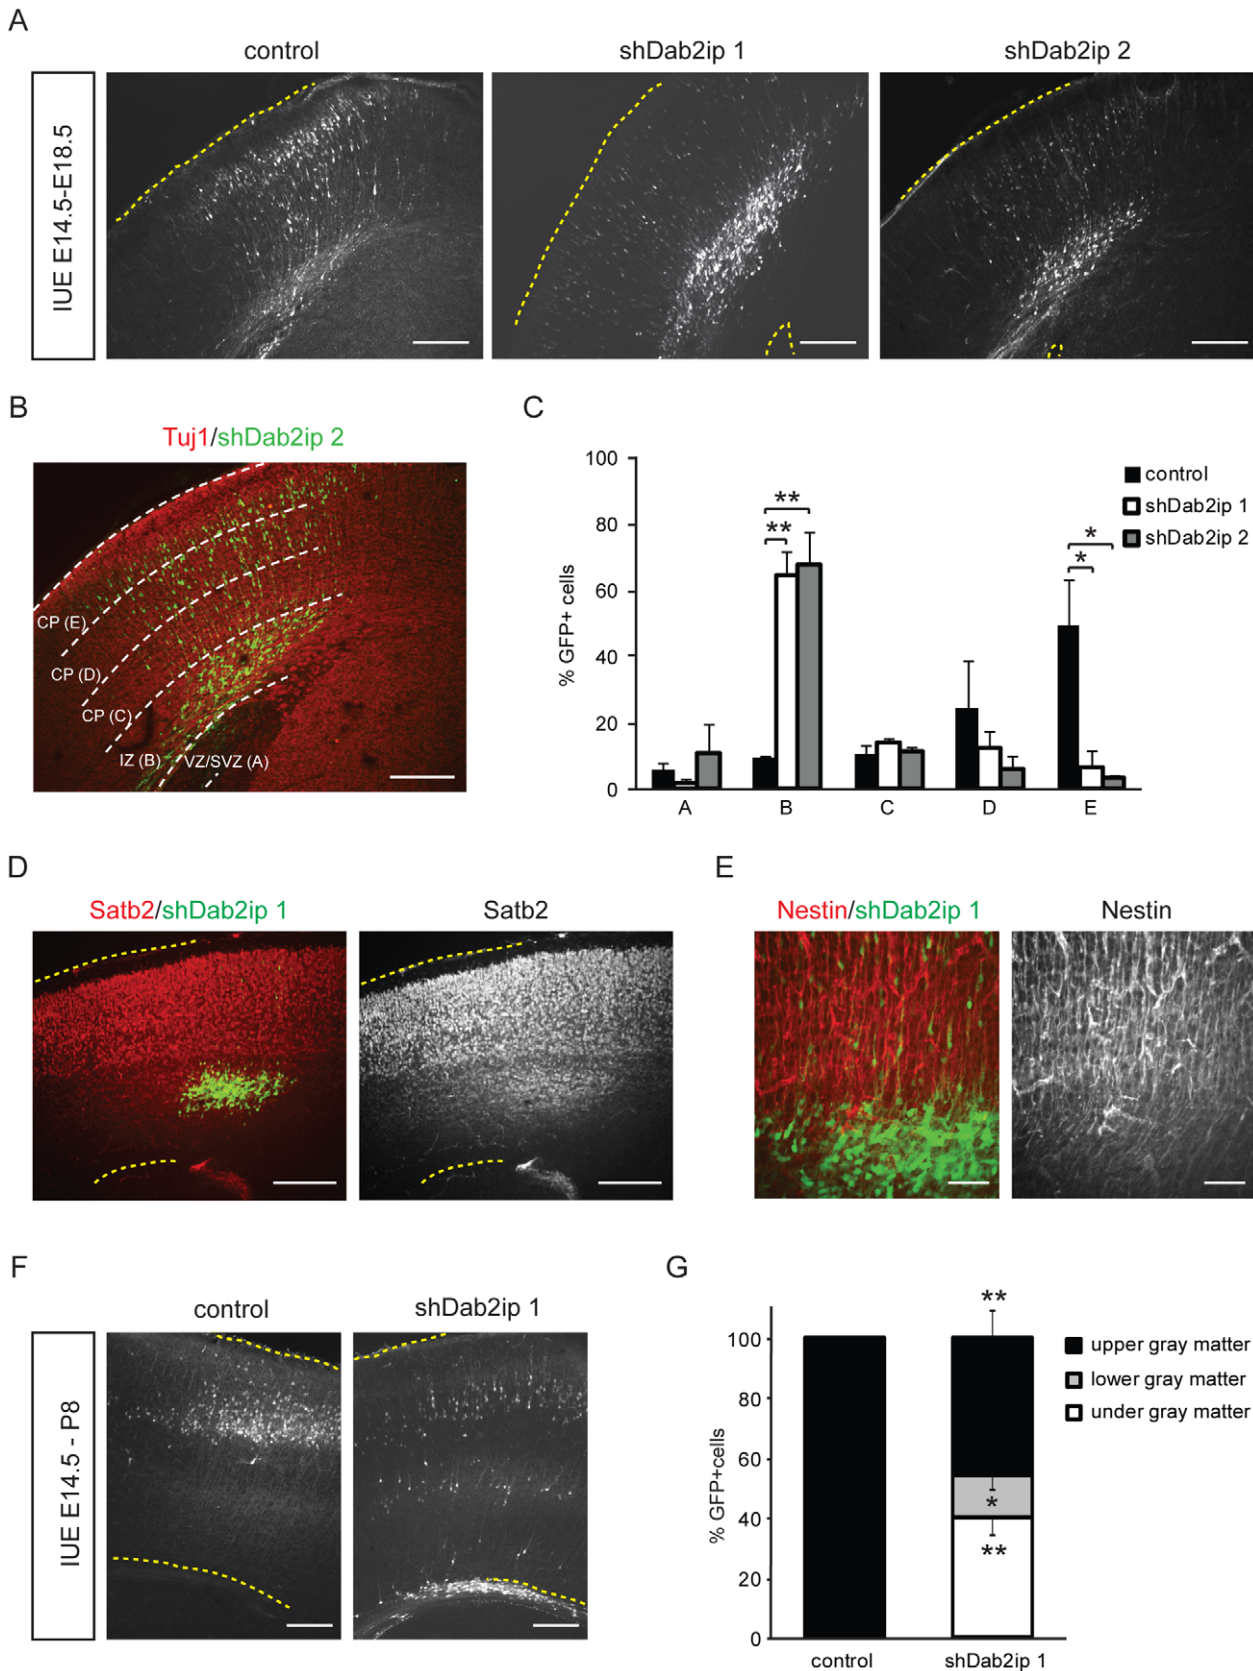 A
control
shDab2ip 1
shDab2ip 2
IUE E14.5-E18.5
B
Tuj1/shDab2ip 2
CP (E)
CP (D)
CP (C)
IZ (B)
VZ/SVZ (A)
C
% GFP+ cells
100
80
60
40
20
0
**
**
*
*
control
shDab2ip 1
shDab2ip 2
A
B
C
D
E
D
Satb2/shDab2ip 1
Satb2
E
Nestin/shDab2ip 1
Nestin
F
control
shDab2ip 1
IUE E14.5 - P8
G
% GFP+cells
100
80
60
40
20
0
**
*
**
upper gray matter
lower gray matter
under gray matter
control
shDab2ip 1